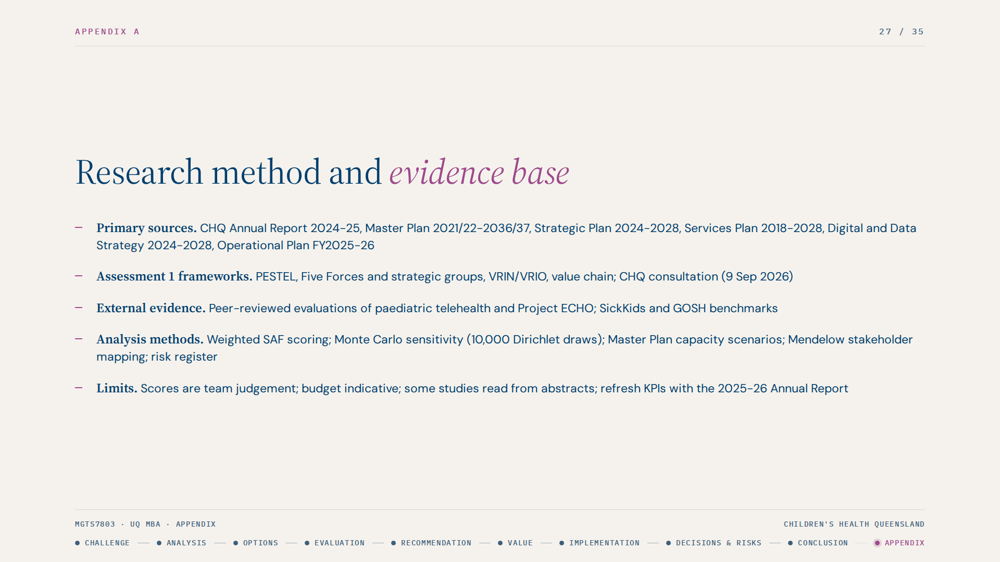 APPENDIX A
27 / 35
Research method and evidence base
– Primary sources. CHQ Annual Report 2024-25, Master Plan 2021/22-2036/37, Strategic Plan 2024-2028, Services Plan 2018-2028, Digital and Data
Strategy 2024-2028, Operational Plan FY2025-26
– Assessment 1 frameworks. PESTEL, Five Forces and strategic groups, VRIN/VRIO, value chain; CHQ consultation (9 Sep 2026)
– External evidence. Peer-reviewed evaluations of paediatric telehealth and Project ECHO; SickKids and GOSH benchmarks
– Analysis methods. Weighted SAF scoring; Monte Carlo sensitivity (10,000 Dirichlet draws); Master Plan capacity scenarios; Mendelow stakeholder
mapping; risk register
– Limits. Scores are team judgement; budget indicative; some studies read from abstracts; refresh KPIs with the 2025-26 Annual Report
MGTS7803 · UQ MBA · APPENDIX
CHILDREN'S HEALTH QUEENSLAND
CHALLENGE ANALYSIS OPTIONS EVALUATION RECOMMENDATION VALUE IMPLEMENTATION DECISIONS & RISKS CONCLUSION APPENDIX